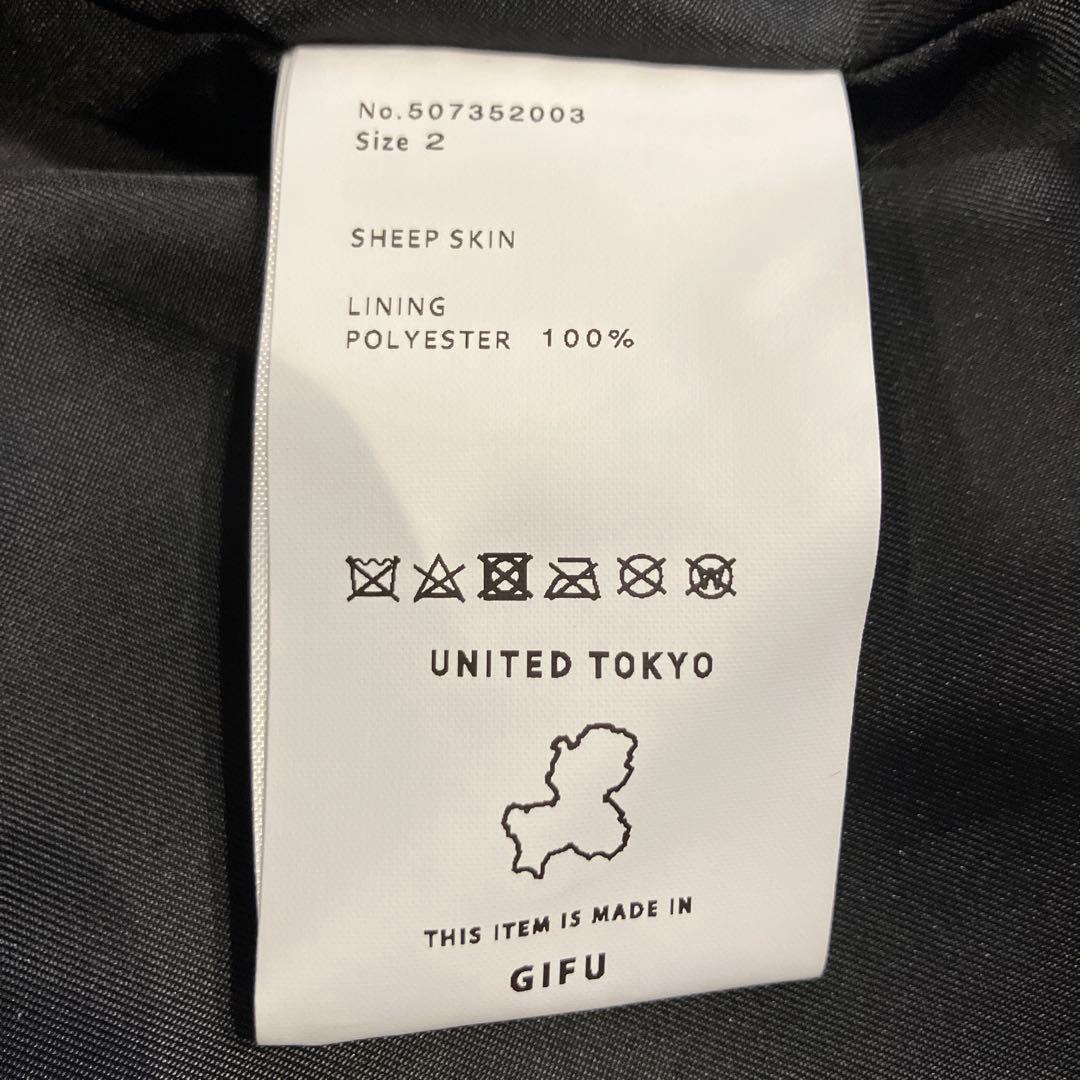 No.507352003
Size 2
SHEEP SKIN
LINING
POLYESTER 100%
W
UNITED TOKYO
THIS ITEM IS MADE IN
GIFU